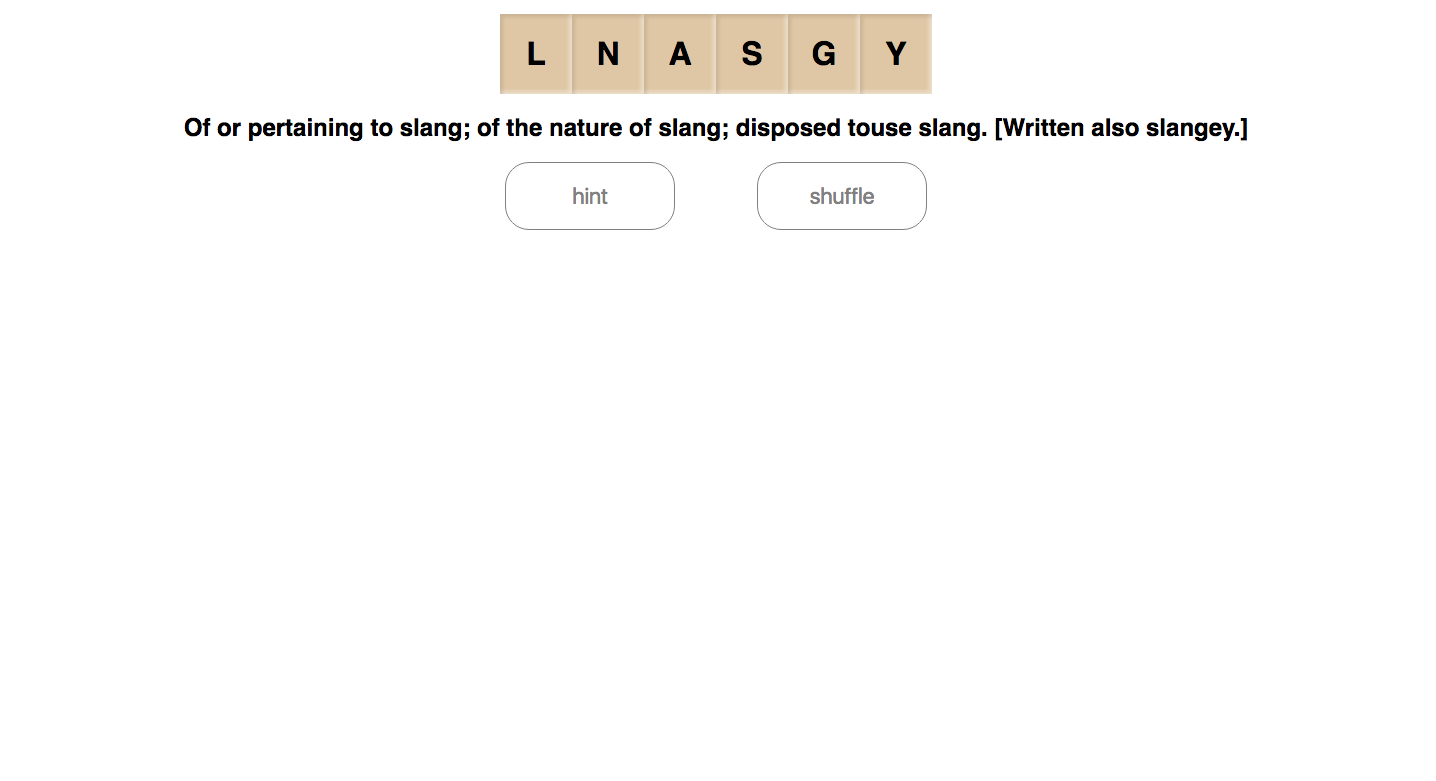 L N A S G Y
Of or pertaining to slang; of the nature of slang; disposed touse slang. [Written also slangey.]
hint shuffle